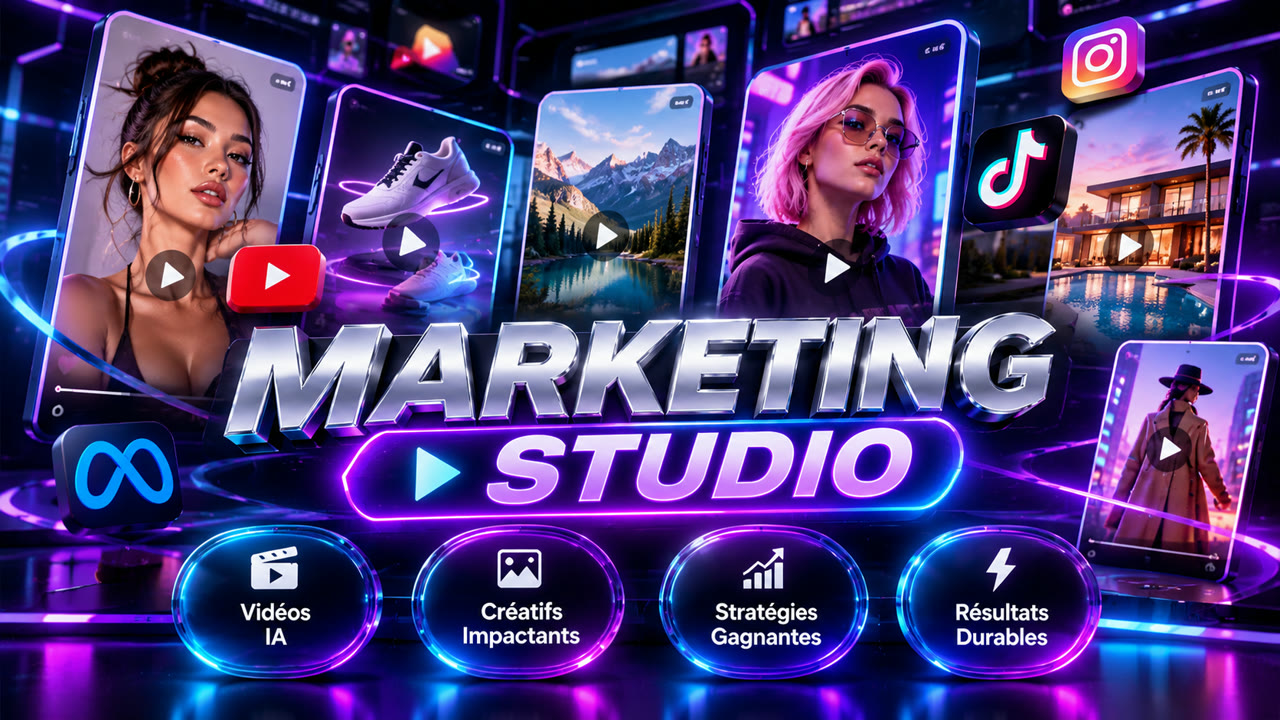 MARKETING
STUDIO
Vidéos
IA
Créatifs
Impactants
Stratégies
Gagnantes
Résultats
Durables